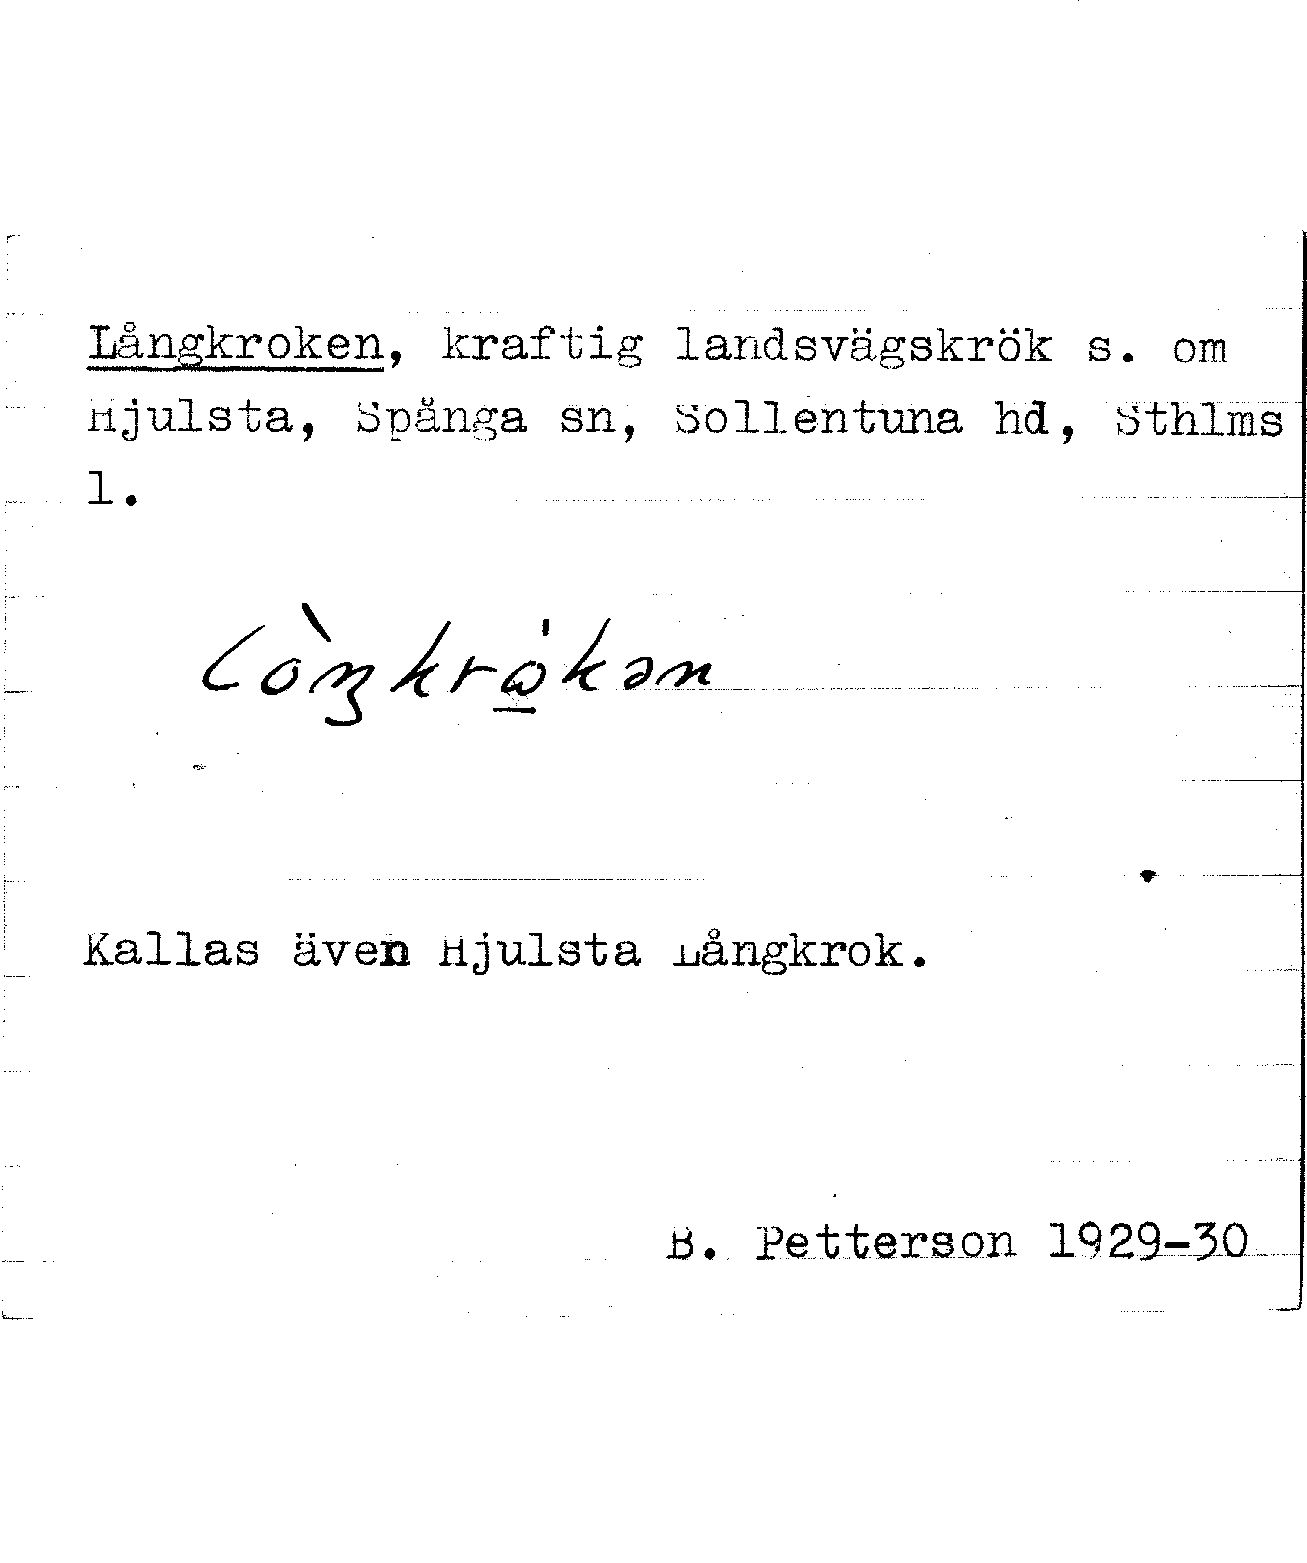 Långkroken, kraftig landsvägskrök s. om
Hjulsta, Spånga sn, Sollentuna hd, Sthlms
l.
Kallas även Hjulsta Långkrok.
B. Petterson 1929-30